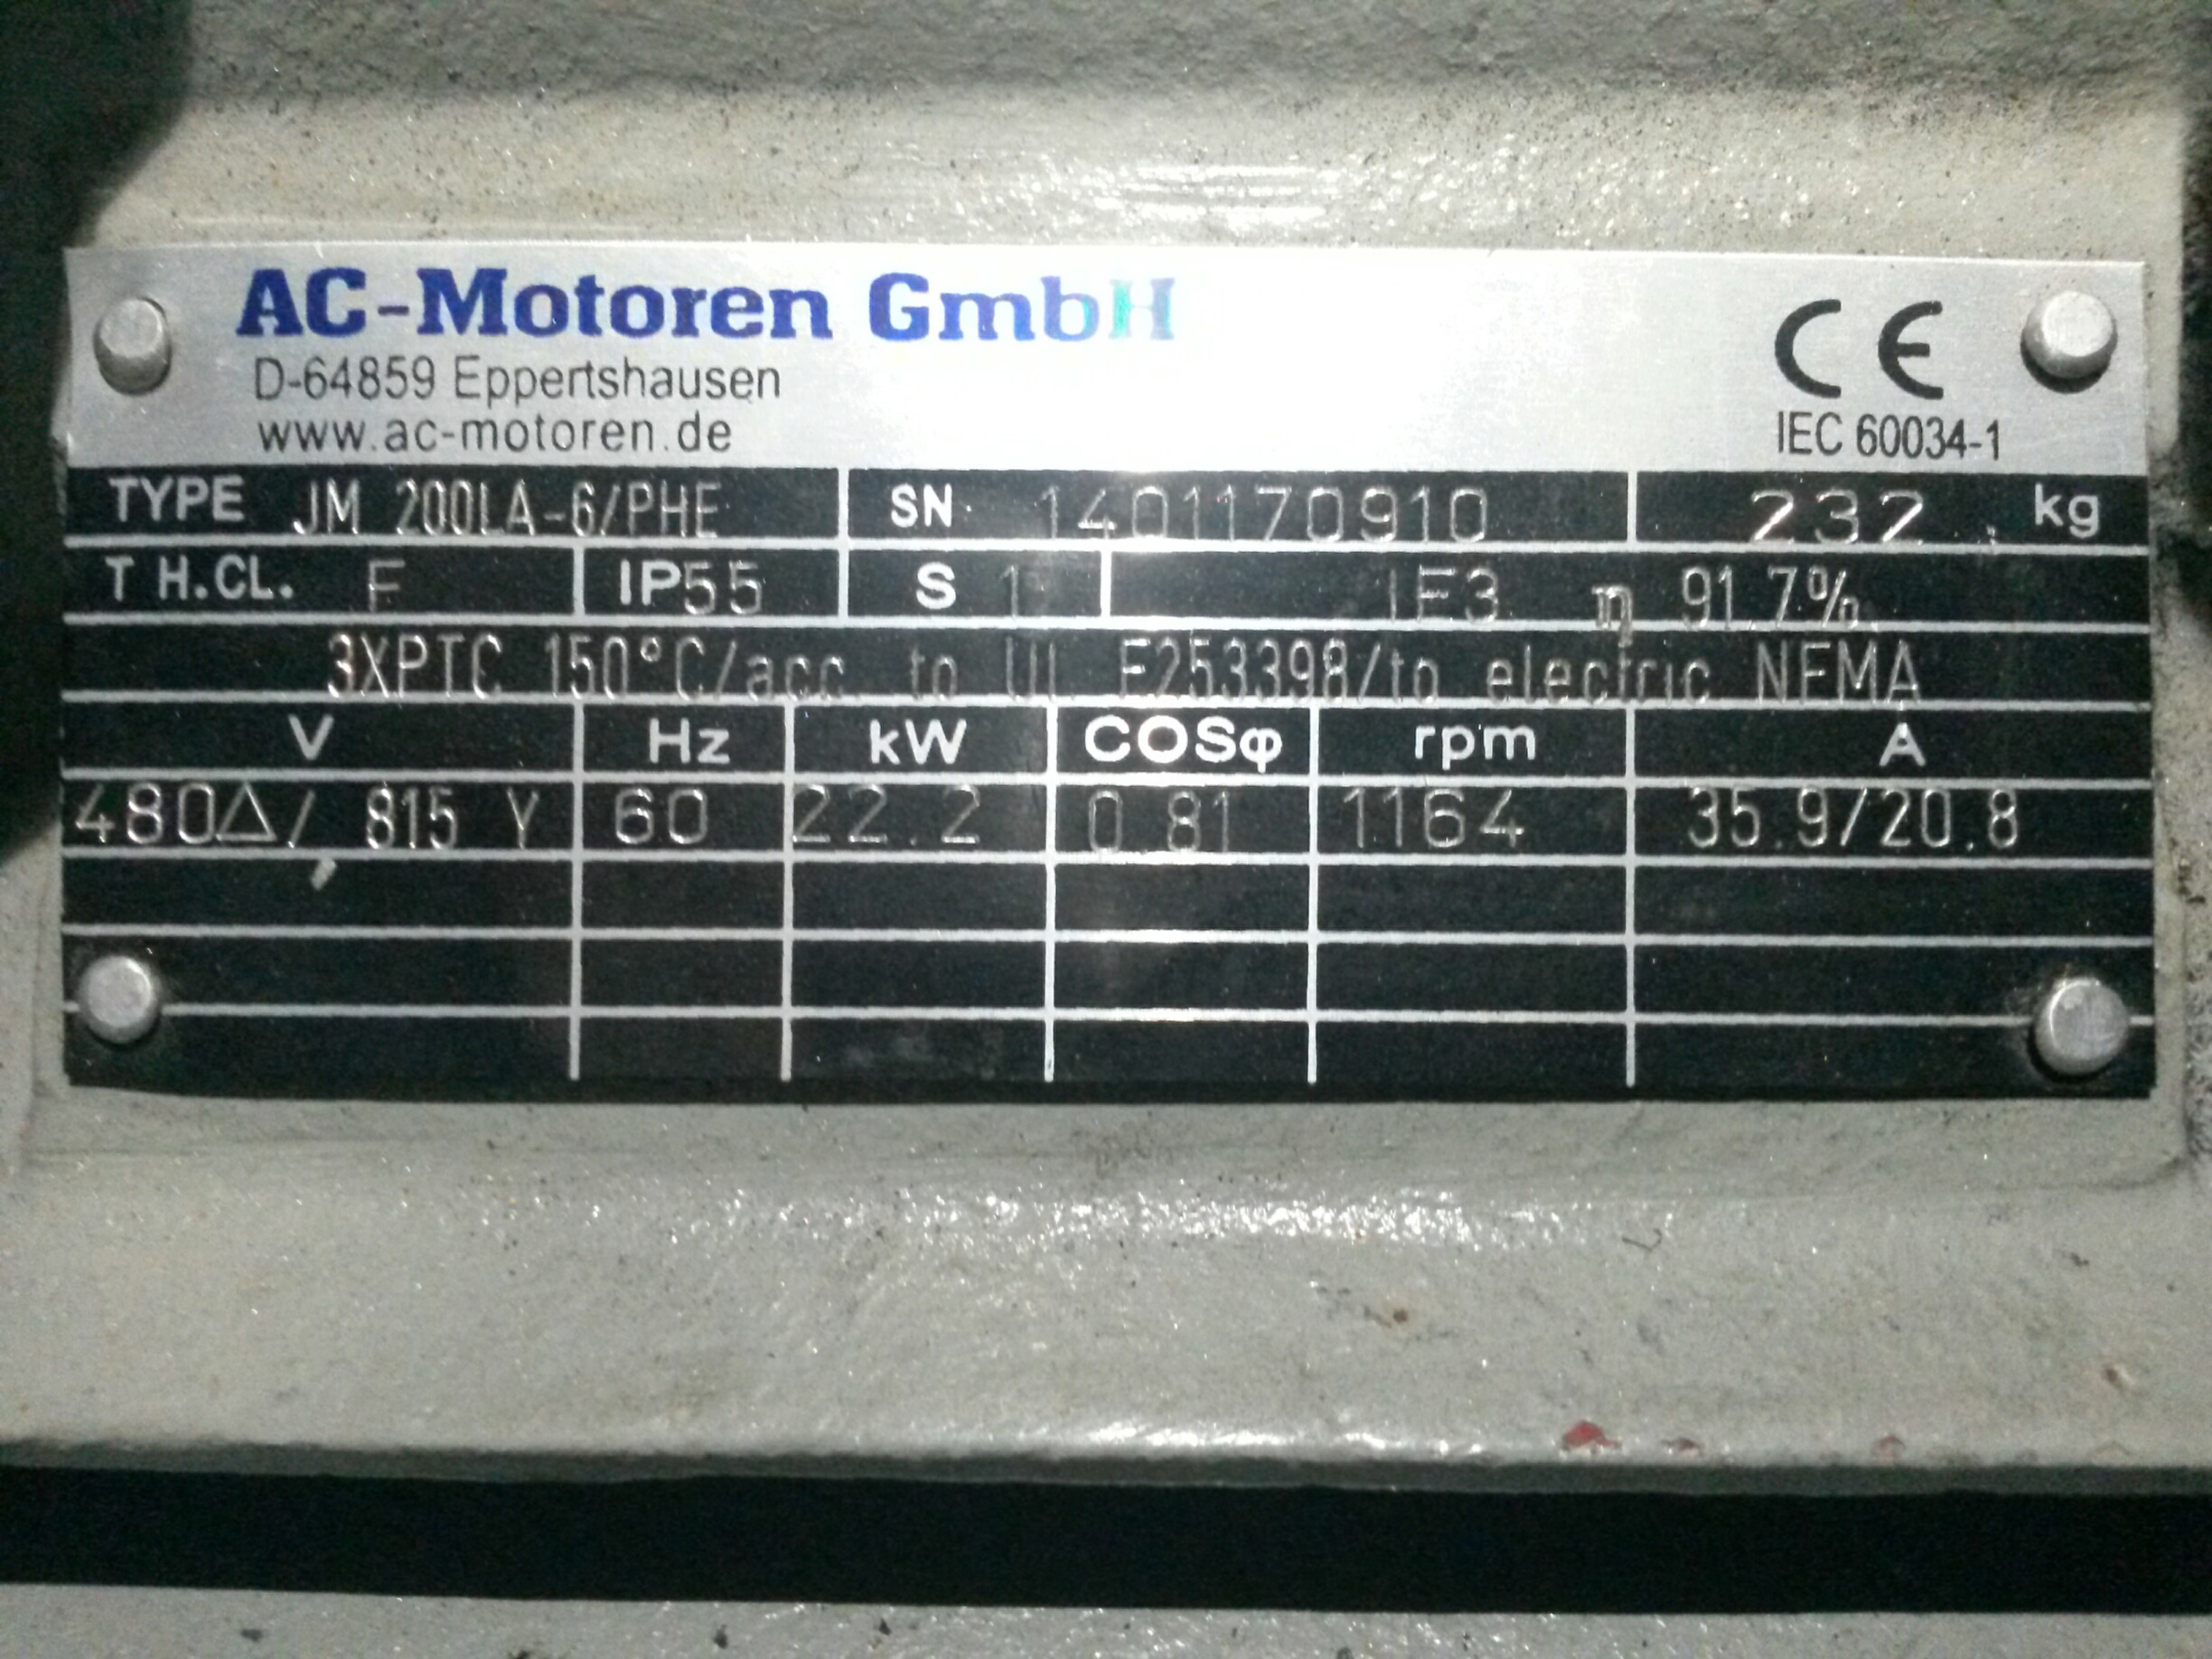 AC-Motoren GmbH
D-64859 Eppertshausen
www.ac-motoren.de
CE
IEC 60034-1
TYPE JM 200LA-6/PHE SN 1401170910 232 kg
T H.CL. F IP55 S 1 IE3 η 91.7%
3XPTC 150°C/acc. to UL E253398/to electric NEMA
V Hz kW COSφ rpm A
480Δ/ 815 Y 60 22.2 0.81 1164 35.9/20.8